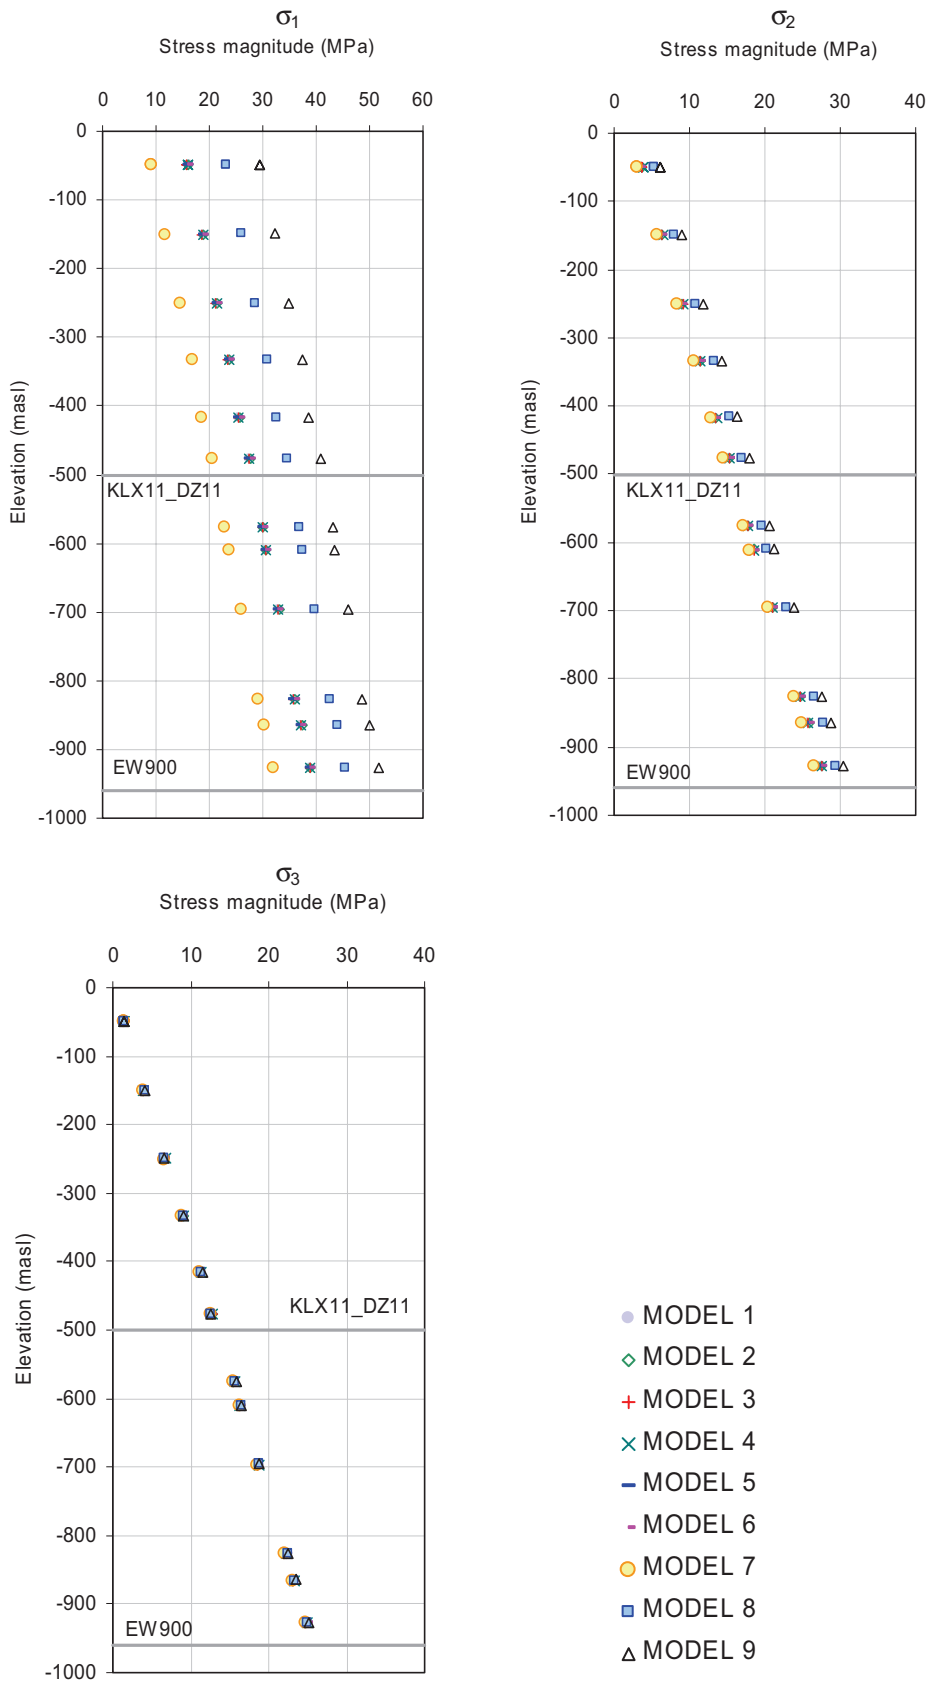 σ1
Stress magnitude (MPa)
0 10 20 30 40 50 60
0
-100
-200
-300
-400
-500
-600
-700
-800
-900
-1000
Elevation (masl)
KLX11_DZ11
EW900
σ2
Stress magnitude (MPa)
0 10 20 30 40
0
-100
-200
-300
-400
-500
-600
-700
-800
-900
-1000
Elevation (masl)
KLX11_DZ11
EW900
σ3
Stress magnitude (MPa)
0 10 20 30 40
0
-100
-200
-300
-400
-500
-600
-700
-800
-900
-1000
Elevation (masl)
KLX11_DZ11
EW900
MODEL 1
MODEL 2
MODEL 3
MODEL 4
MODEL 5
MODEL 6
MODEL 7
MODEL 8
MODEL 9